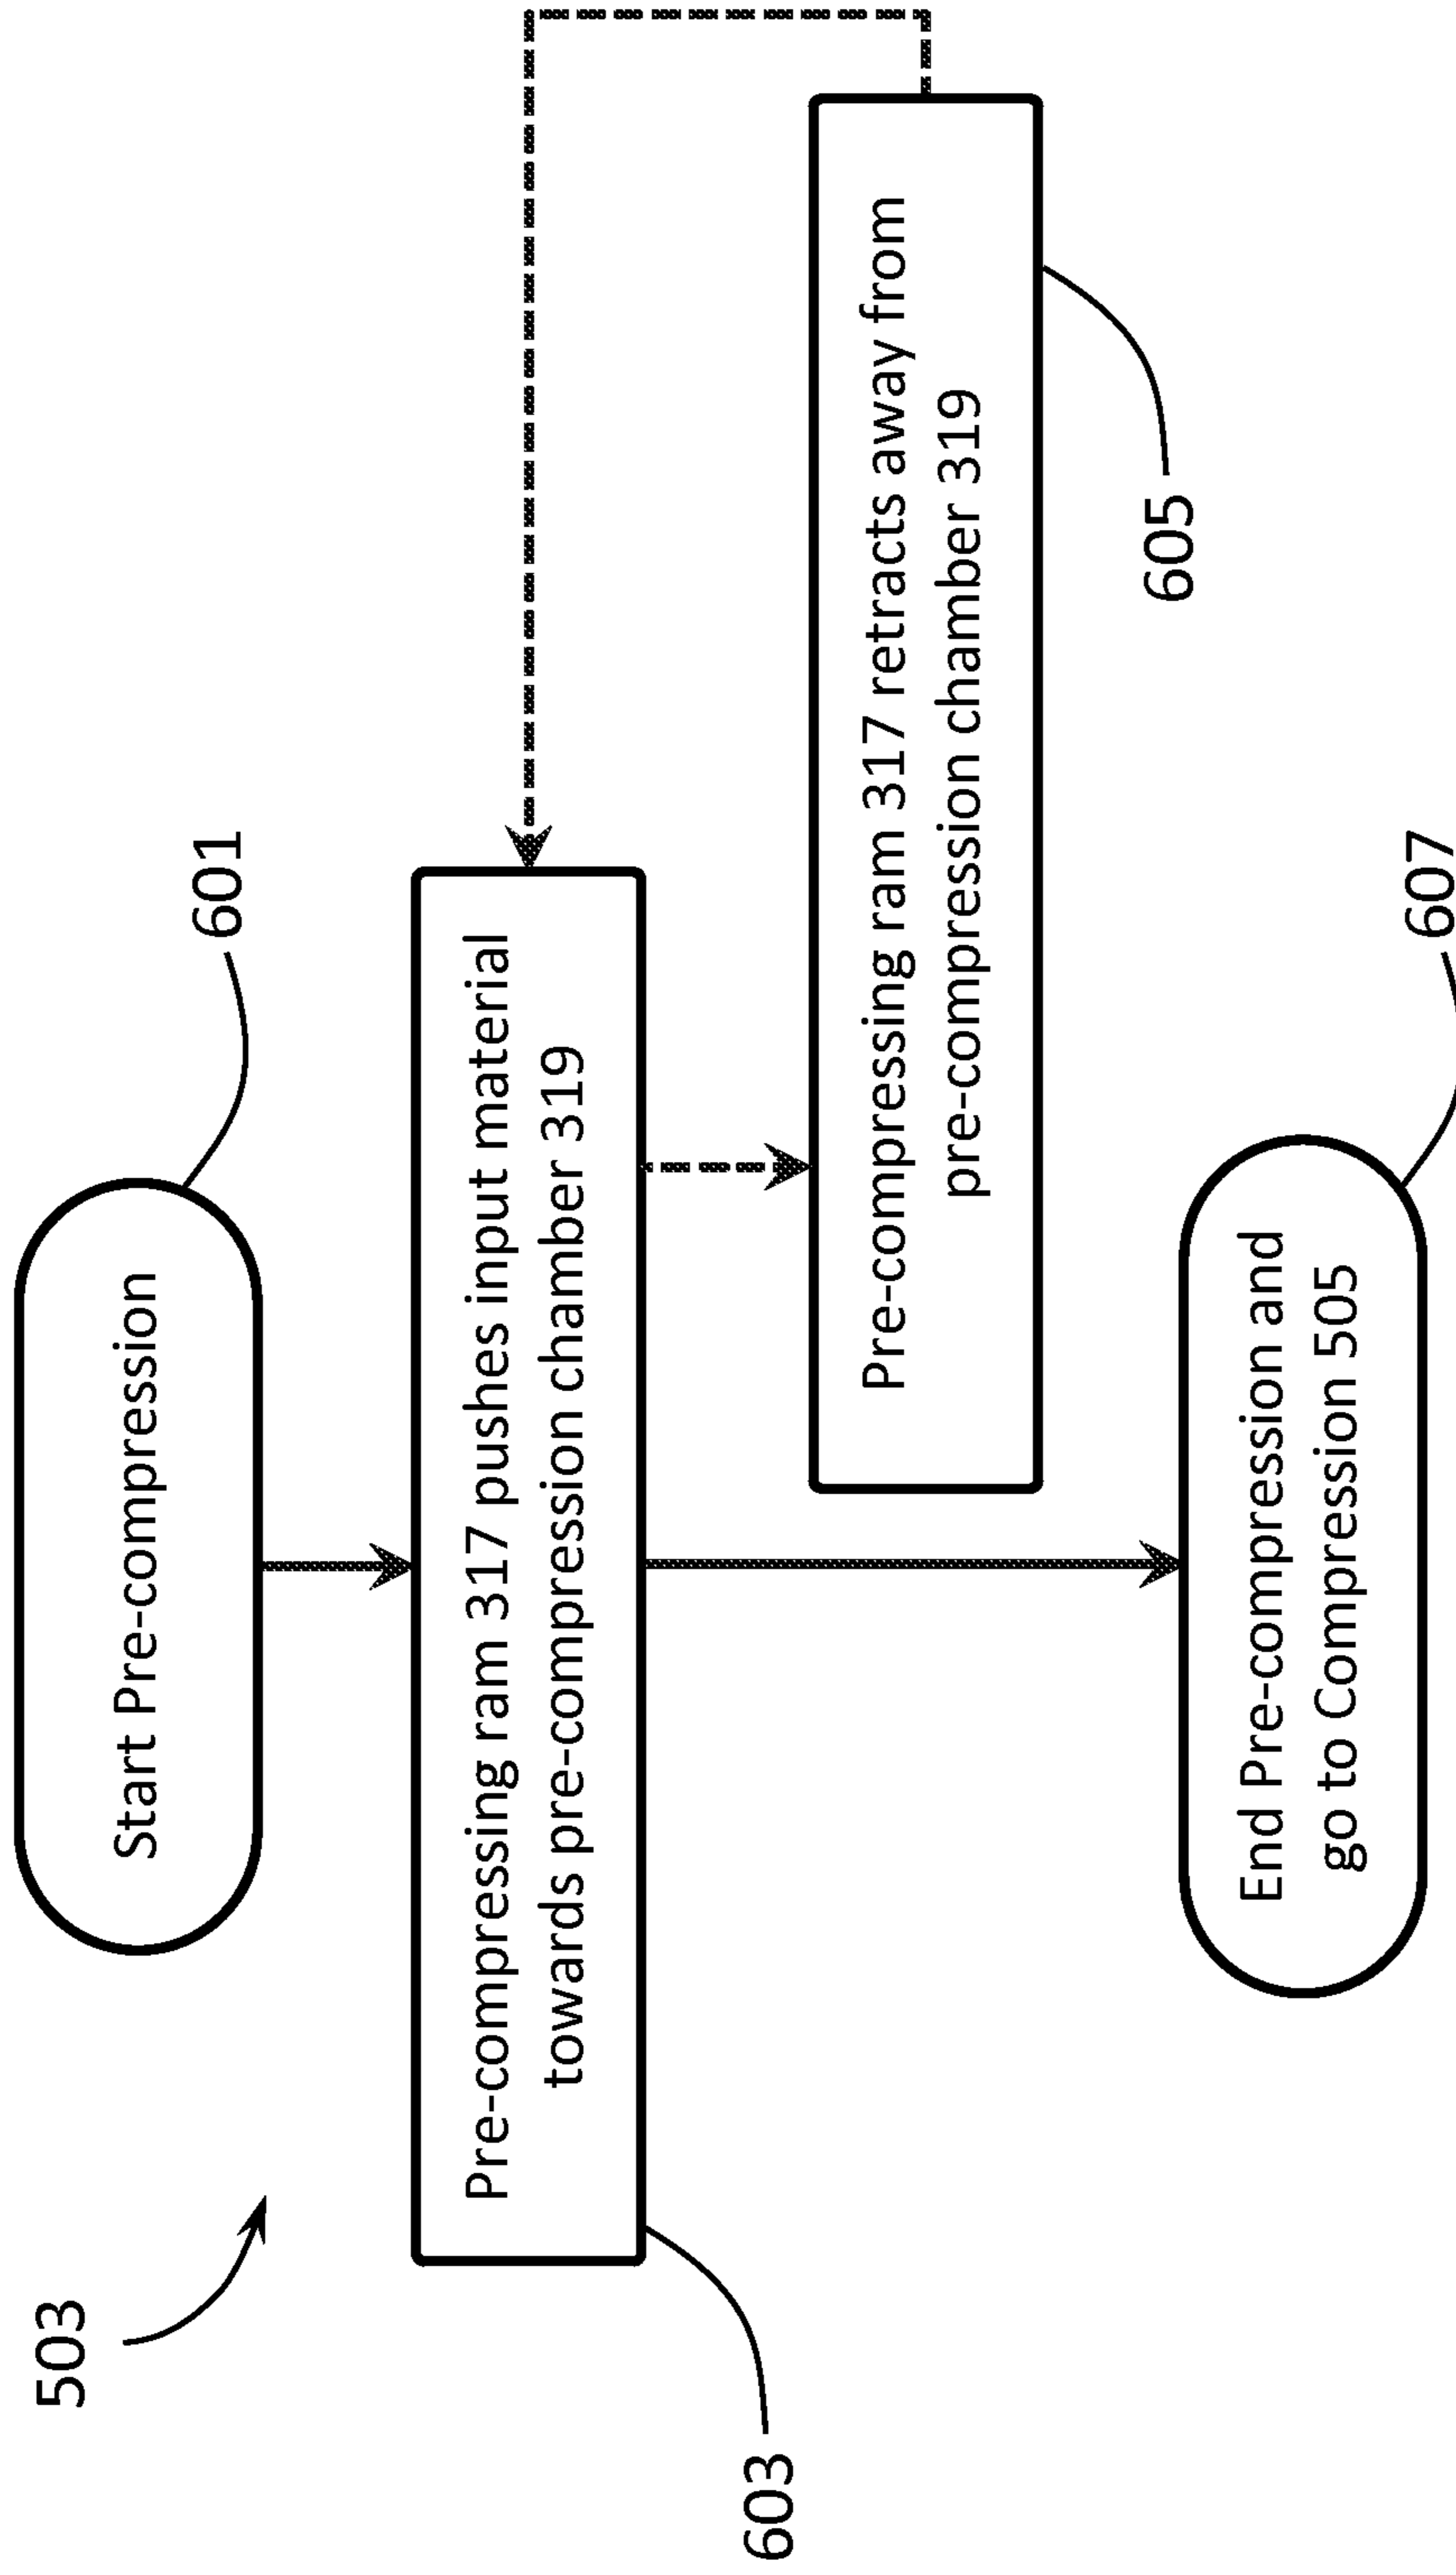 503
Start Pre-compression
601
Pre-compressing ram 317 pushes input material
towards pre-compression chamber 319
603
Pre-compressing ram 317 retracts away from
pre-compression chamber 319
605
End Pre-compression and
go to Compression 505
607